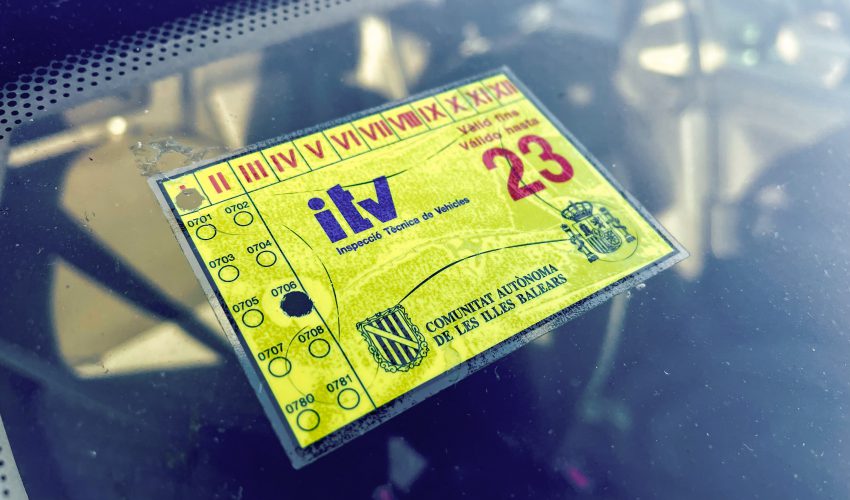 I II III IV V VI VII VIII IX X XI XII
Vàlid fins
Válido hasta
23
itv
Inspecció Tècnica de Vehicles
0701 0702
0703 0704
0705 0706
0707 0708
0780 0781
COMUNITAT AUTÒNOMA
DE LES ILLES BALEARS